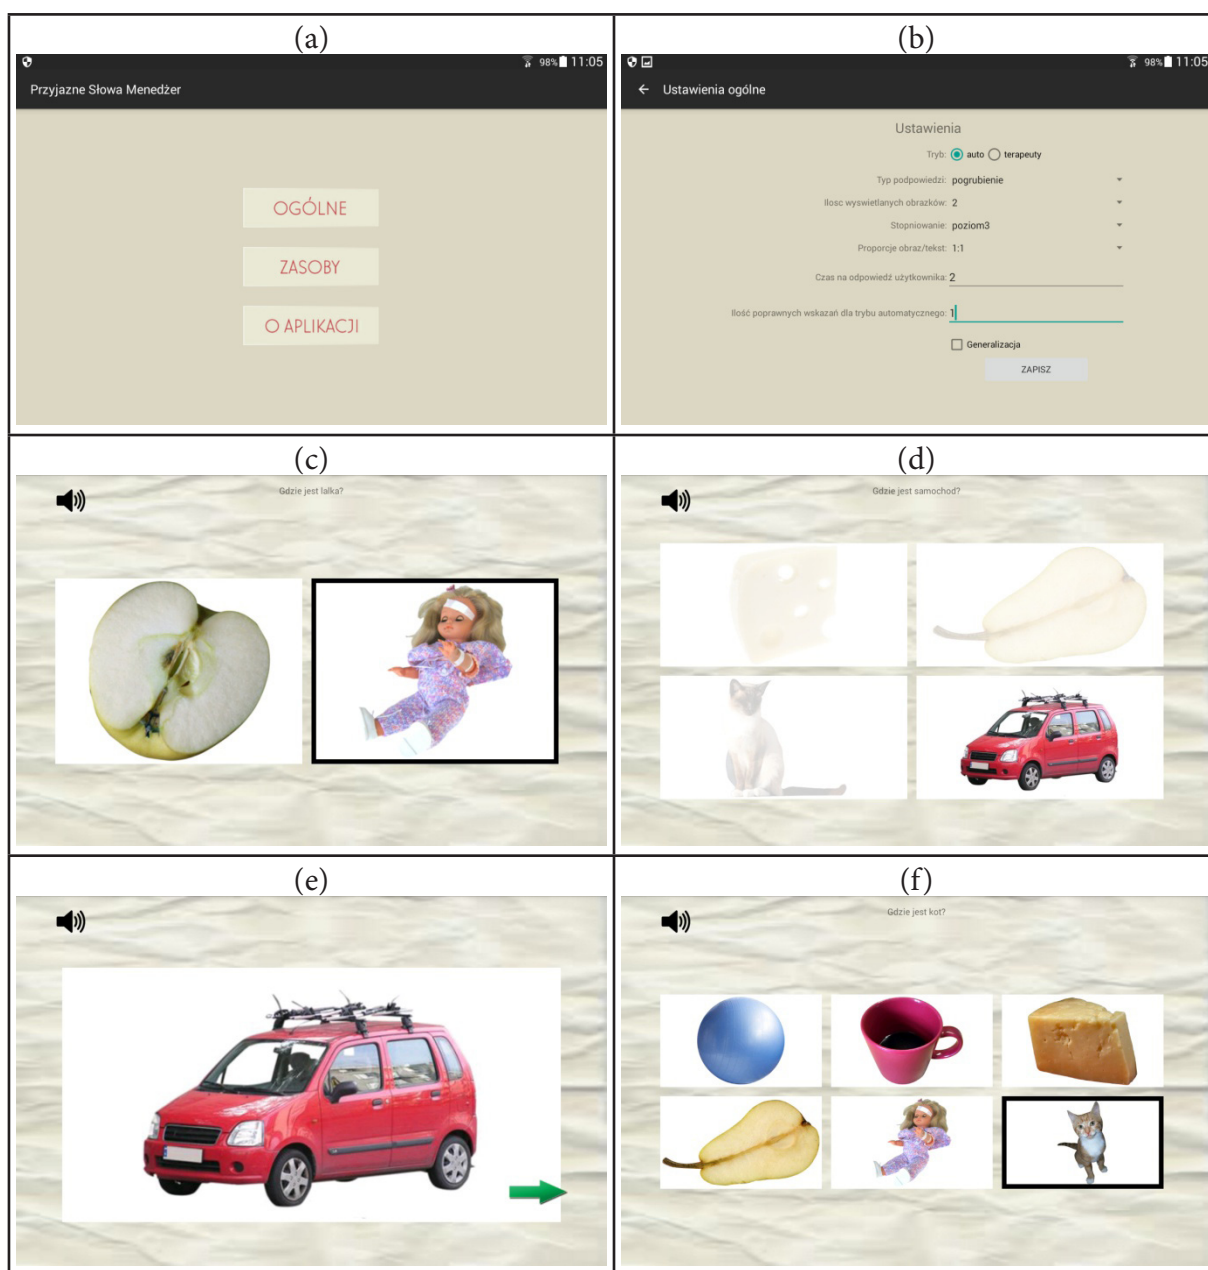 (a)
98% 11:05
Przyjazne Słowa Menedżer
OGÓLNE
ZASOBY
O APLIKACJI
(b)
98% 11:05
Ustawienia ogólne
Ustawienia
Tryb: auto terapeuty
Typ podpowiedzi: pogrubienie
Ilosc wyswietlanych obrazków: 2
Stopniowanie: poziom3
Proporcje obraz/tekst: 1:1
Czas na odpowiedź użytkownika: 2
Ilość poprawnych wskazań dla trybu automatycznego: 1
Generalizacja
ZAPISZ
(c)
Gdzie jest lalka?
(d)
Gdzie jest samochod?
(e)
(f)
Gdzie jest kot?